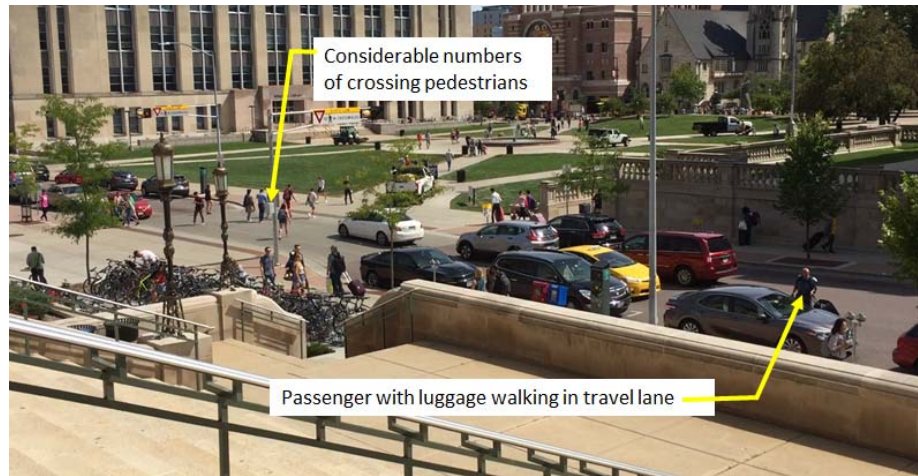 Considerable numbers
of crossing pedestrians
Passenger with luggage walking in travel lane